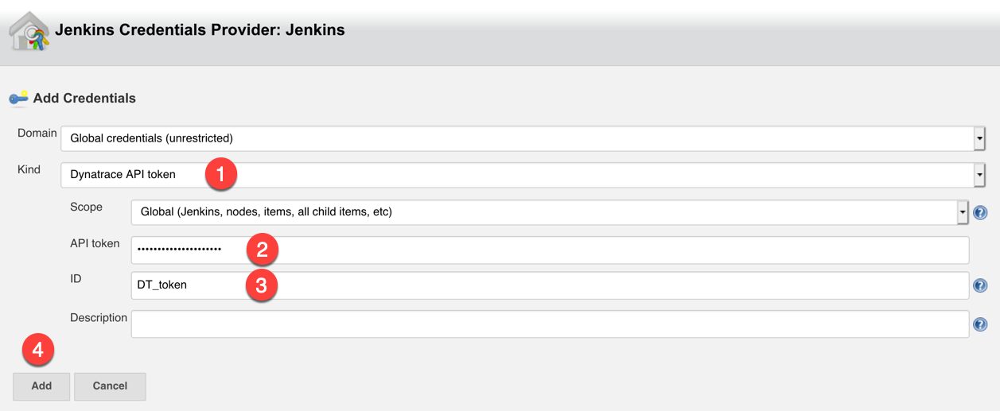 Jenkins Credentials Provider: Jenkins
Add Credentials
Domain Global credentials (unrestricted)
Kind Dynatrace API token 1
Scope Global (Jenkins, nodes, items, all child items, etc) ?
API token ••••••••••••••••••••• 2
ID DT_token 3 ?
Description ?
4
Add Cancel